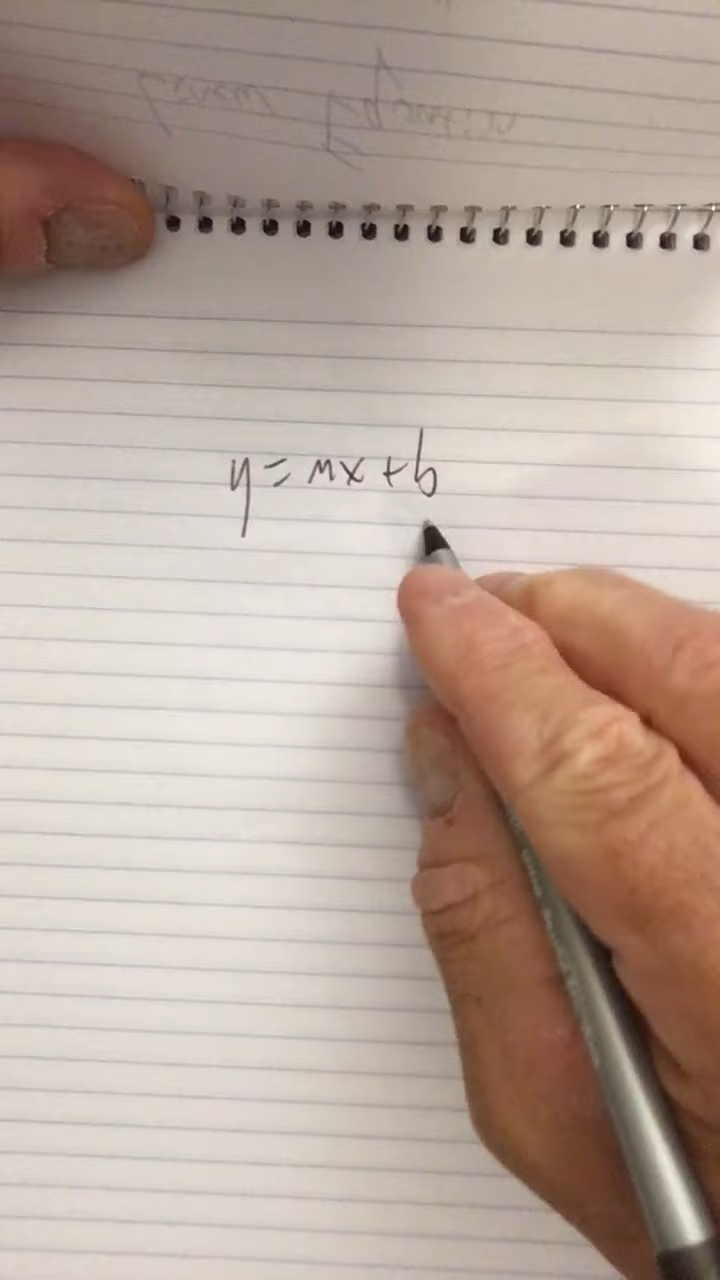 y = mx + b